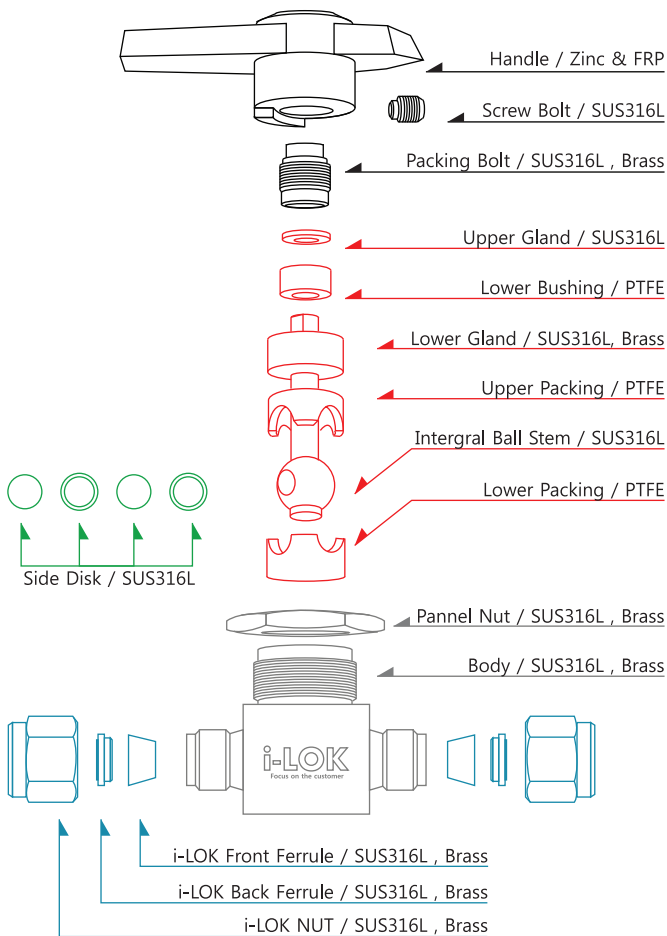 Handle / Zinc & FRP
Screw Bolt / SUS316L
Packing Bolt / SUS316L , Brass
Upper Gland / SUS316L
Lower Bushing / PTFE
Lower Gland / SUS316L, Brass
Upper Packing / PTFE
Intergral Ball Stem / SUS316L
Lower Packing / PTFE
Side Disk / SUS316L
Pannel Nut / SUS316L , Brass
Body / SUS316L , Brass
i-LOK
Focus on the customer
i-LOK Front Ferrule / SUS316L , Brass
i-LOK Back Ferrule / SUS316L , Brass
i-LOK NUT / SUS316L , Brass